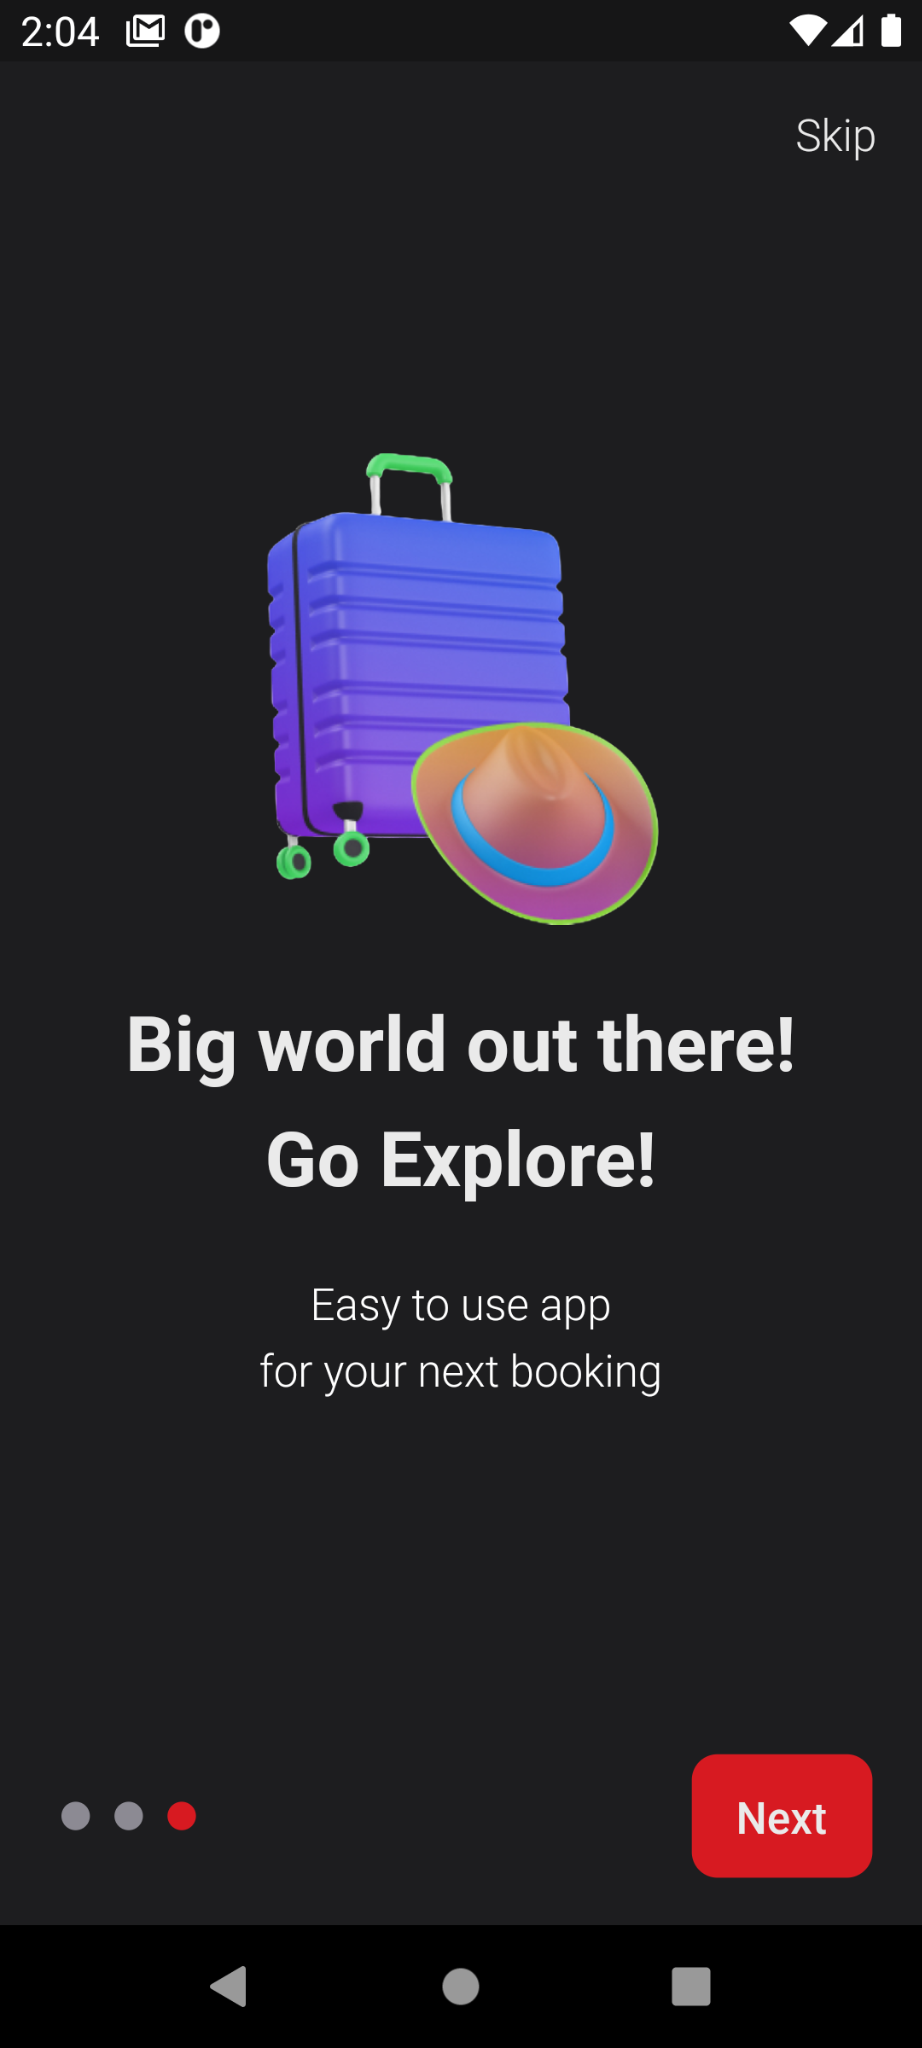 2:04
Skip
Big world out there!
Go Explore!
Easy to use app
for your next booking
Next